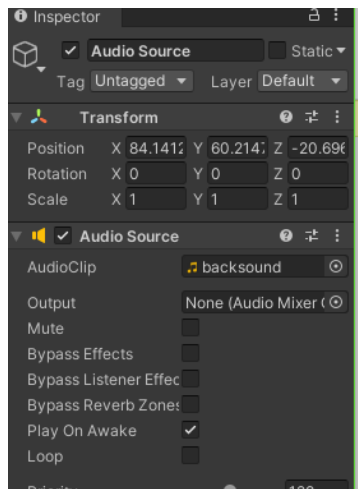 Inspector
Audio Source Static
Tag Untagged Layer Default
Transform
Position X 84.1412 Y 60.2147 Z -20.696
Rotation X 0 Y 0 Z 0
Scale X 1 Y 1 Z 1
Audio Source
AudioClip backsound
Output None (Audio Mixer
Mute
Bypass Effects
Bypass Listener Effec
Bypass Reverb Zones
Play On Awake
Loop